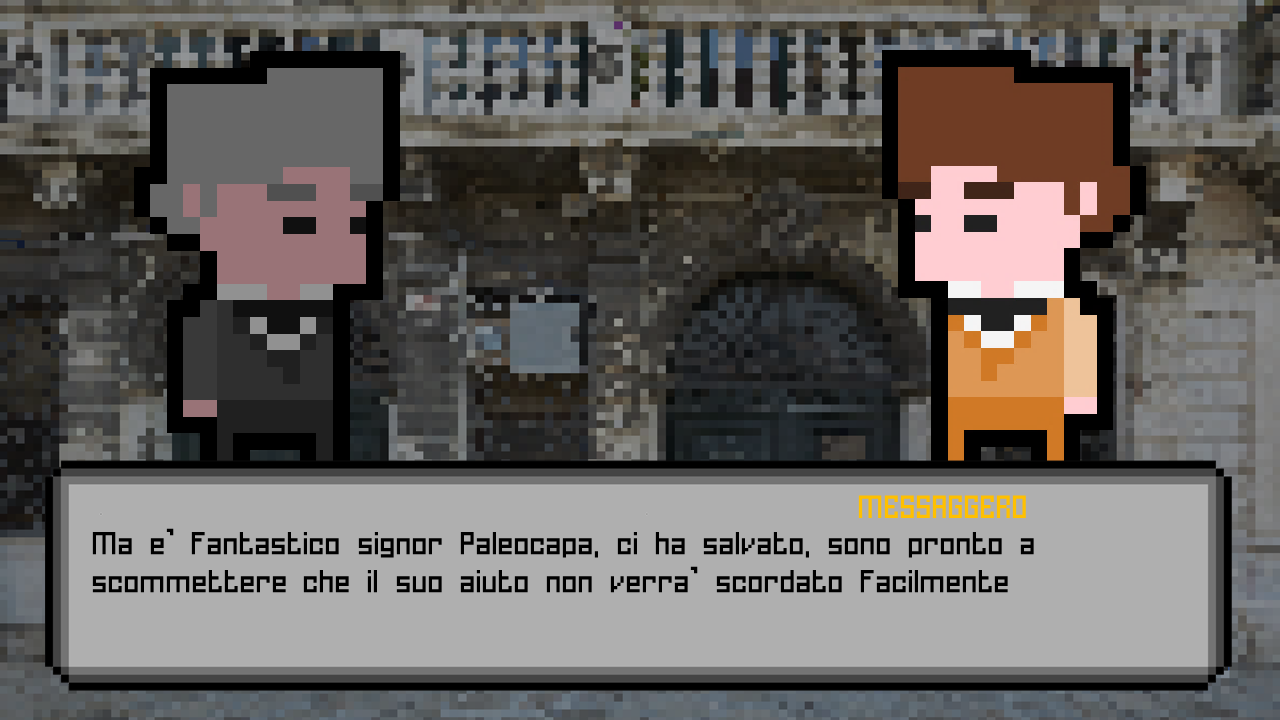 MESSAGGERO
Ma e` fantastico signor Paleocapa, ci ha salvato, sono pronto a
scommettere che il suo aiuto non verra` scordato facilmente